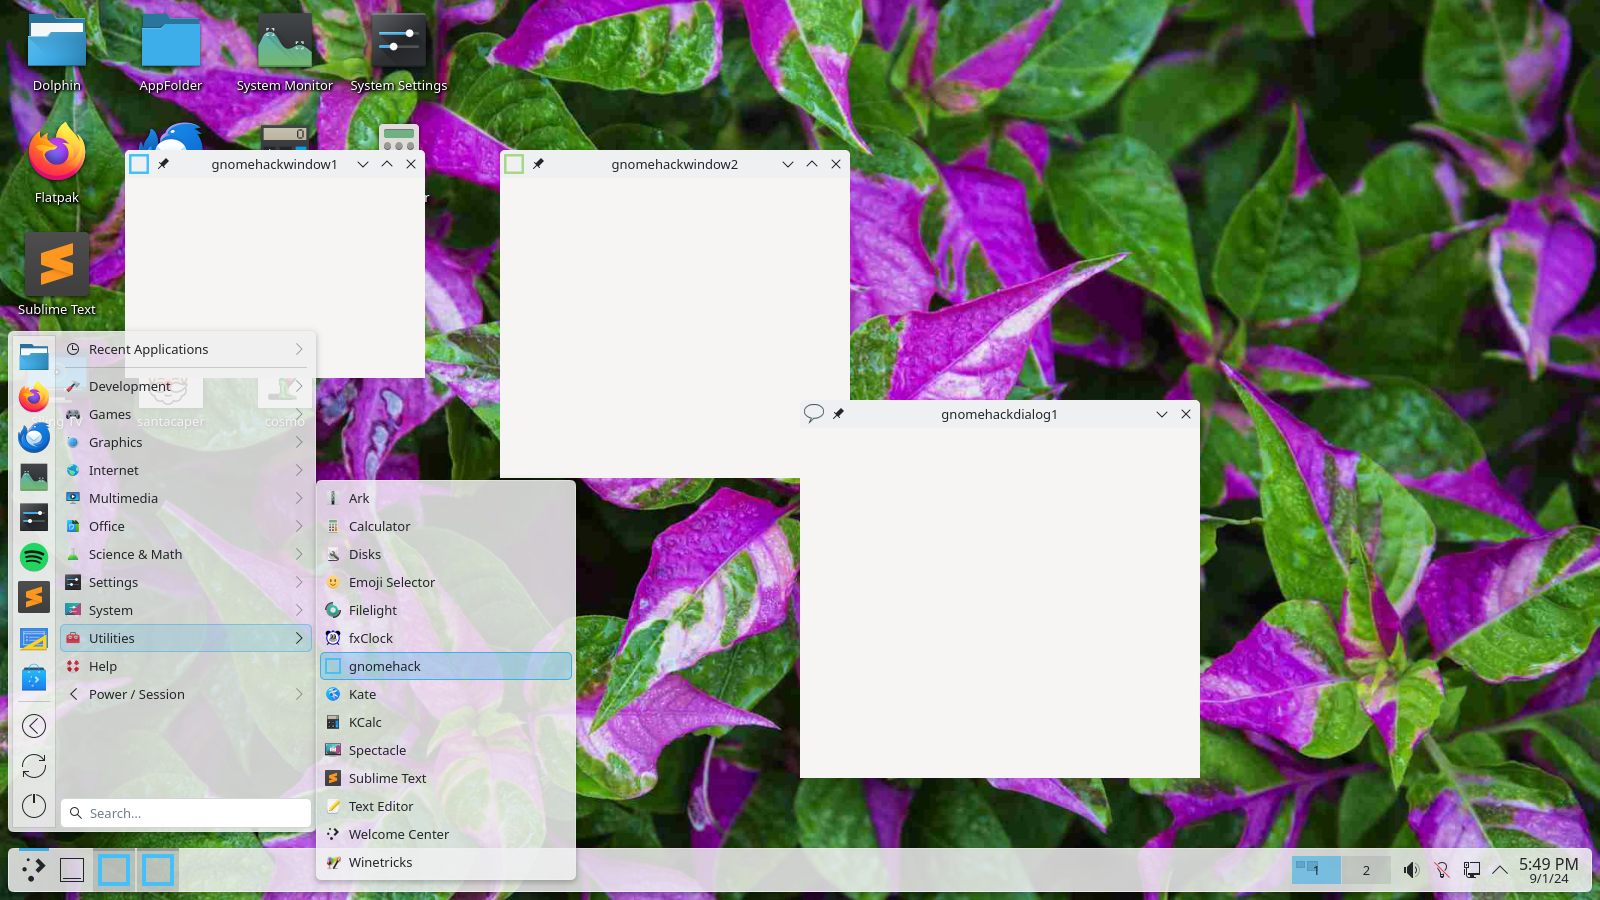 Dolphin
AppFolder
System Monitor
System Settings
0
Flatpak
gnomehackwindow1
gnomehackwindow2
Sublime Text
santacaper
cosmo
gnomehackdialog1
Recent Applications
Development
Games
Graphics
Internet
Multimedia
Office
Science & Math
Settings
System
Utilities
Help
Power / Session
Search...
Ark
Calculator
Disks
Emoji Selector
Filelight
fxClock
gnomehack
Kate
KCalc
Spectacle
Sublime Text
Text Editor
Welcome Center
Winetricks
1
2
5:49 PM
9/1/24